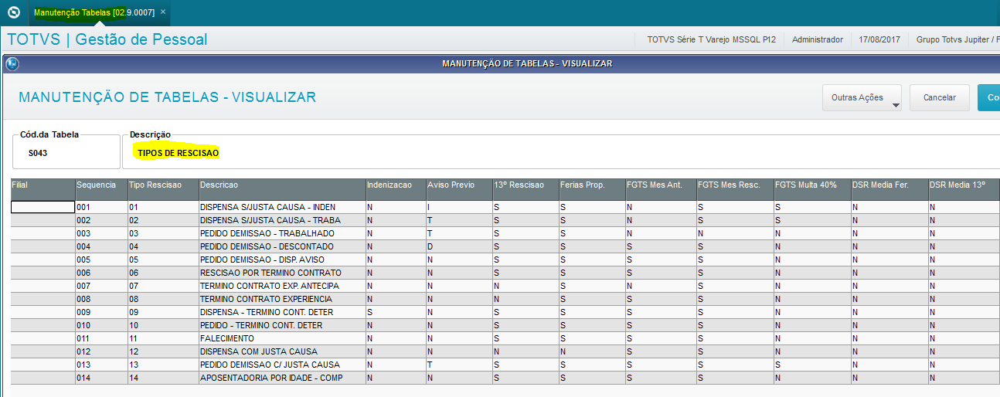 Manutenção Tabelas [02.9.0007] ×
TOTVS | Gestão de Pessoal
TOTVS Série T Varejo MSSQL P12 Administrador 17/08/2017 Grupo Totvs Jupiter / F
MANUTENÇÃO DE TABELAS - VISUALIZAR
MANUTENÇÃO DE TABELAS - VISUALIZAR
Outras Ações Cancelar Co
Cód.da Tabela Descrição
S043 TIPOS DE RESCISAO
Filial Sequencia Tipo Rescisao Descricao Indenizacao Aviso Previo 13º Rescisao Ferias Prop. FGTS Mes Ant. FGTS Mes Resc. FGTS Multa 40% DSR Media Fer. DSR Media 13º
001 01 DISPENSA S/JUSTA CAUSA - INDEN N I S S N S S N N
002 02 DISPENSA S/JUSTA CAUSA - TRABA N T S S N S S N N
003 03 PEDIDO DEMISSAO - TRABALHADO N T S S N N N N N
004 04 PEDIDO DEMISSAO - DESCONTADO N D S S S S N N N
005 05 PEDIDO DEMISSAO - DISP. AVISO N N S S S S N N N
006 06 RESCISAO POR TERMINO CONTRATO N N S S S S N N N
007 07 TERMINO CONTRATO EXP. ANTECIPA N N N S S S N N N
008 08 TERMINO CONTRATO EXPERIENCIA N N N S S S N N N
009 09 DISPENSA - TERMINO CONT. DETER S N S S S S N N N
010 10 PEDIDO - TERMINO CONT. DETER N N S S S S N N N
011 11 FALECIMENTO N N S S S S N N N
012 12 DISPENSA COM JUSTA CAUSA N N N N S S N N N
013 13 PEDIDO DEMISSAO C/ JUSTA CAUSA N T S S S S S N N
014 14 APOSENTADORIA POR IDADE - COMP N N S S S S N N N